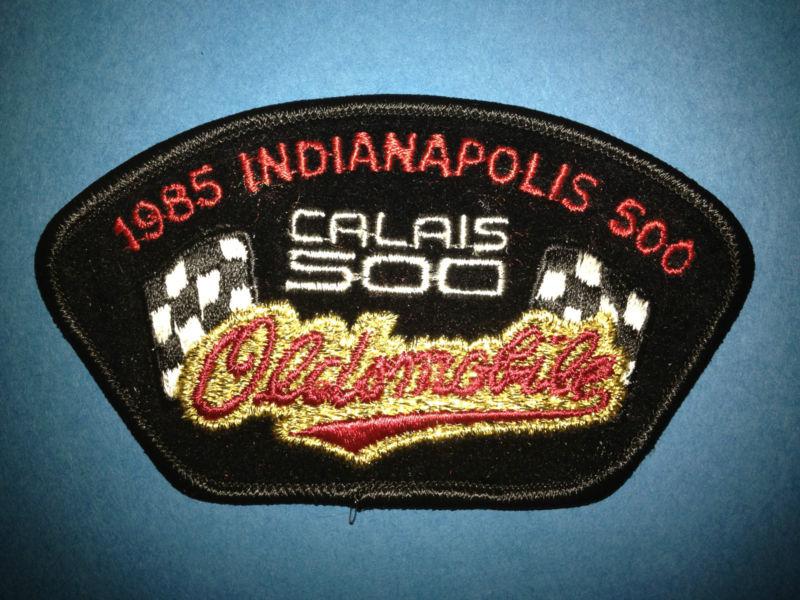 1985 INDIANAPOLIS 500
CALAIS
500
Oldsmobile